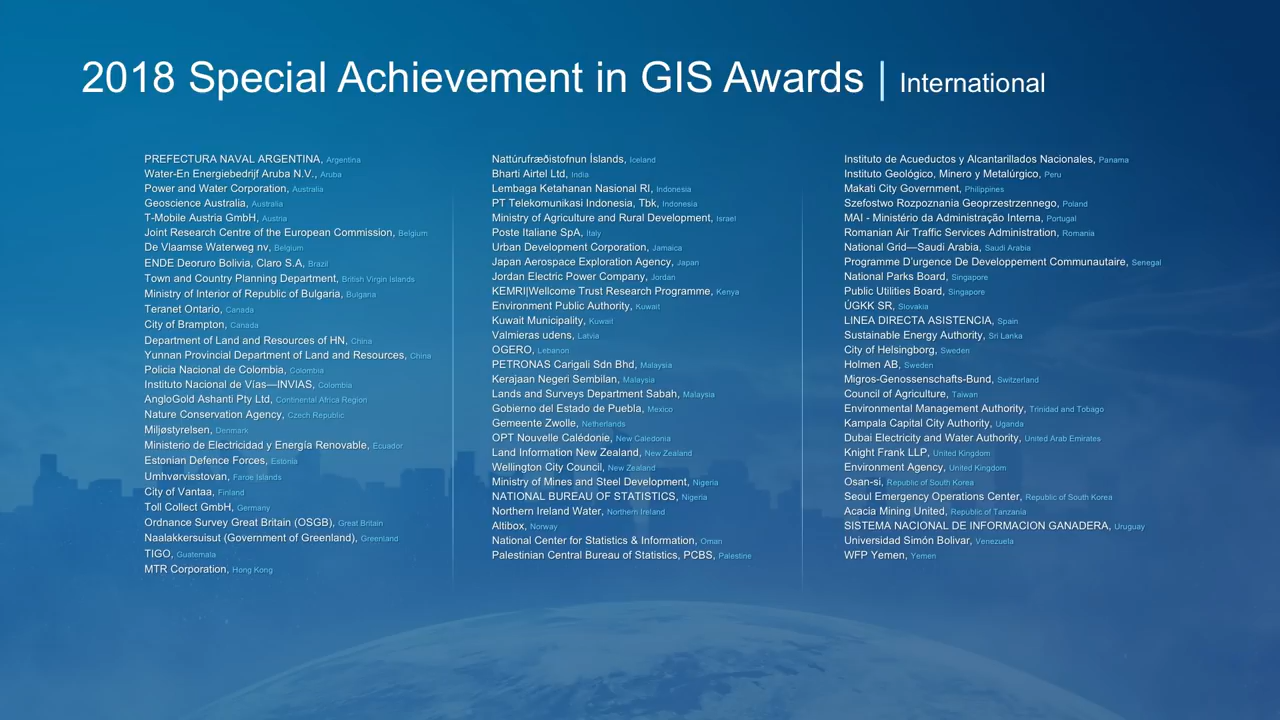 2018 Special Achievement in GIS Awards | International
PREFECTURA NAVAL ARGENTINA, Argentina
Water-En Energiebedrijf Aruba N.V., Aruba
Power and Water Corporation, Australia
Geoscience Australia, Australia
T-Mobile Austria GmbH, Austria
Joint Research Centre of the European Commission, Belgium
De Vlaamse Waterweg nv, Belgium
ENDE Deoruro Bolivia, Claro S.A, Brazil
Town and Country Planning Department, British Virgin Islands
Ministry of Interior of Republic of Bulgaria, Bulgaria
Teranet Ontario, Canada
City of Brampton, Canada
Department of Land and Resources of HN, China
Yunnan Provincial Department of Land and Resources, China
Policia Nacional de Colombia, Colombia
Instituto Nacional de Vías—INVIAS, Colombia
AngloGold Ashanti Pty Ltd, Continental Africa Region
Nature Conservation Agency, Czech Republic
Miljøstyrelsen, Denmark
Ministerio de Electricidad y Energía Renovable, Ecuador
Estonian Defence Forces, Estonia
Umhvørvisstovan, Faroe Islands
City of Vantaa, Finland
Toll Collect GmbH, Germany
Ordnance Survey Great Britain (OSGB), Great Britain
Naalakkersuisut (Government of Greenland), Greenland
TIGO, Guatemala
MTR Corporation, Hong Kong
Nattúrufræðistofnun Íslands, Iceland
Bharti Airtel Ltd, India
Lembaga Ketahanan Nasional RI, Indonesia
PT Telekomunikasi Indonesia, Tbk, Indonesia
Ministry of Agriculture and Rural Development, Israel
Poste Italiane SpA, Italy
Urban Development Corporation, Jamaica
Japan Aerospace Exploration Agency, Japan
Jordan Electric Power Company, Jordan
KEMRI|Wellcome Trust Research Programme, Kenya
Environment Public Authority, Kuwait
Kuwait Municipality, Kuwait
Valmieras udens, Latvia
OGERO, Lebanon
PETRONAS Carigali Sdn Bhd, Malaysia
Kerajaan Negeri Sembilan, Malaysia
Lands and Surveys Department Sabah, Malaysia
Gobierno del Estado de Puebla, Mexico
Gemeente Zwolle, Netherlands
OPT Nouvelle Calédonie, New Caledonia
Land Information New Zealand, New Zealand
Wellington City Council, New Zealand
Ministry of Mines and Steel Development, Nigeria
NATIONAL BUREAU OF STATISTICS, Nigeria
Northern Ireland Water, Northern Ireland
Altibox, Norway
National Center for Statistics & Information, Oman
Palestinian Central Bureau of Statistics, PCBS, Palestine
Instituto de Acueductos y Alcantarillados Nacionales, Panama
Instituto Geológico, Minero y Metalúrgico, Peru
Makati City Government, Philippines
Szefostwo Rozpoznania Geoprzestrzennego, Poland
MAI - Ministério da Administração Interna, Portugal
Romanian Air Traffic Services Administration, Romania
National Grid—Saudi Arabia, Saudi Arabia
Programme D'urgence De Developpement Communautaire, Senegal
National Parks Board, Singapore
Public Utilities Board, Singapore
ÚGKK SR, Slovakia
LINEA DIRECTA ASISTENCIA, Spain
Sustainable Energy Authority, Sri Lanka
City of Helsingborg, Sweden
Holmen AB, Sweden
Migros-Genossenschafts-Bund, Switzerland
Council of Agriculture, Taiwan
Environmental Management Authority, Trinidad and Tobago
Kampala Capital City Authority, Uganda
Dubai Electricity and Water Authority, United Arab Emirates
Knight Frank LLP, United Kingdom
Environment Agency, United Kingdom
Osan-si, Republic of South Korea
Seoul Emergency Operations Center, Republic of South Korea
Acacia Mining United, Republic of Tanzania
SISTEMA NACIONAL DE INFORMACION GANADERA, Uruguay
Universidad Simón Bolivar, Venezuela
WFP Yemen, Yemen